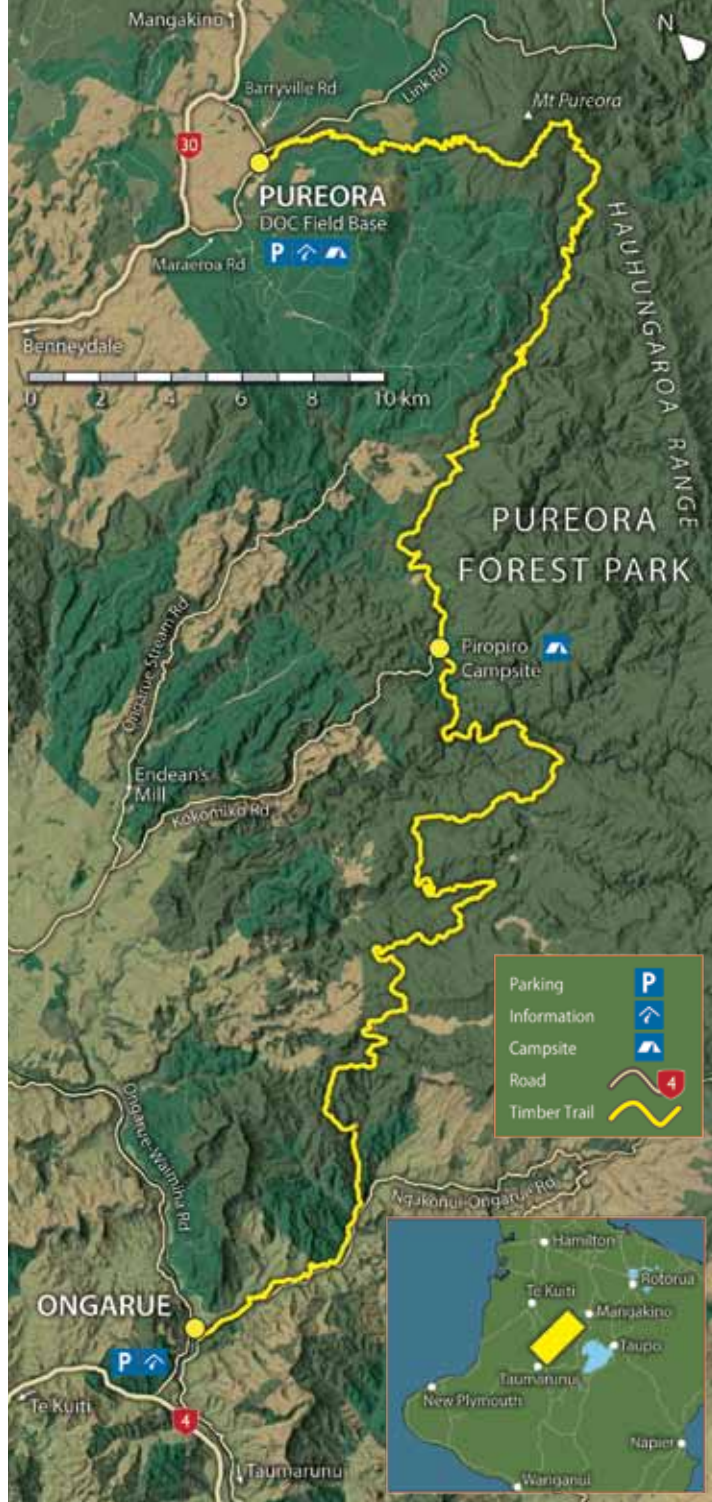 Mangakino
N
Barryville Rd
Link Rd
Mt Pureora
30
PUREORA
DOC Field Base
P
Maraeroa Rd
HAUHUNGAROA RANGE
Benneydale
0 2 4 6 8 10 km
PUREORA
FOREST PARK
Ongarue Stream Rd
Piropiro
Campsite
Endean's
Mill
Kokomiko Rd
Parking P
Information
Campsite
Road 4
Timber Trail
Ongarue-Waimiha Rd
Ngakonui-Ongarue Rd
ONGARUE
P
Te Kuiti
4
Taumarunu
Hamilton
Rotorua
Te Kuiti
Mangakino
Taupo
Taumarunui
New Plymouth
Napier
Wanganui